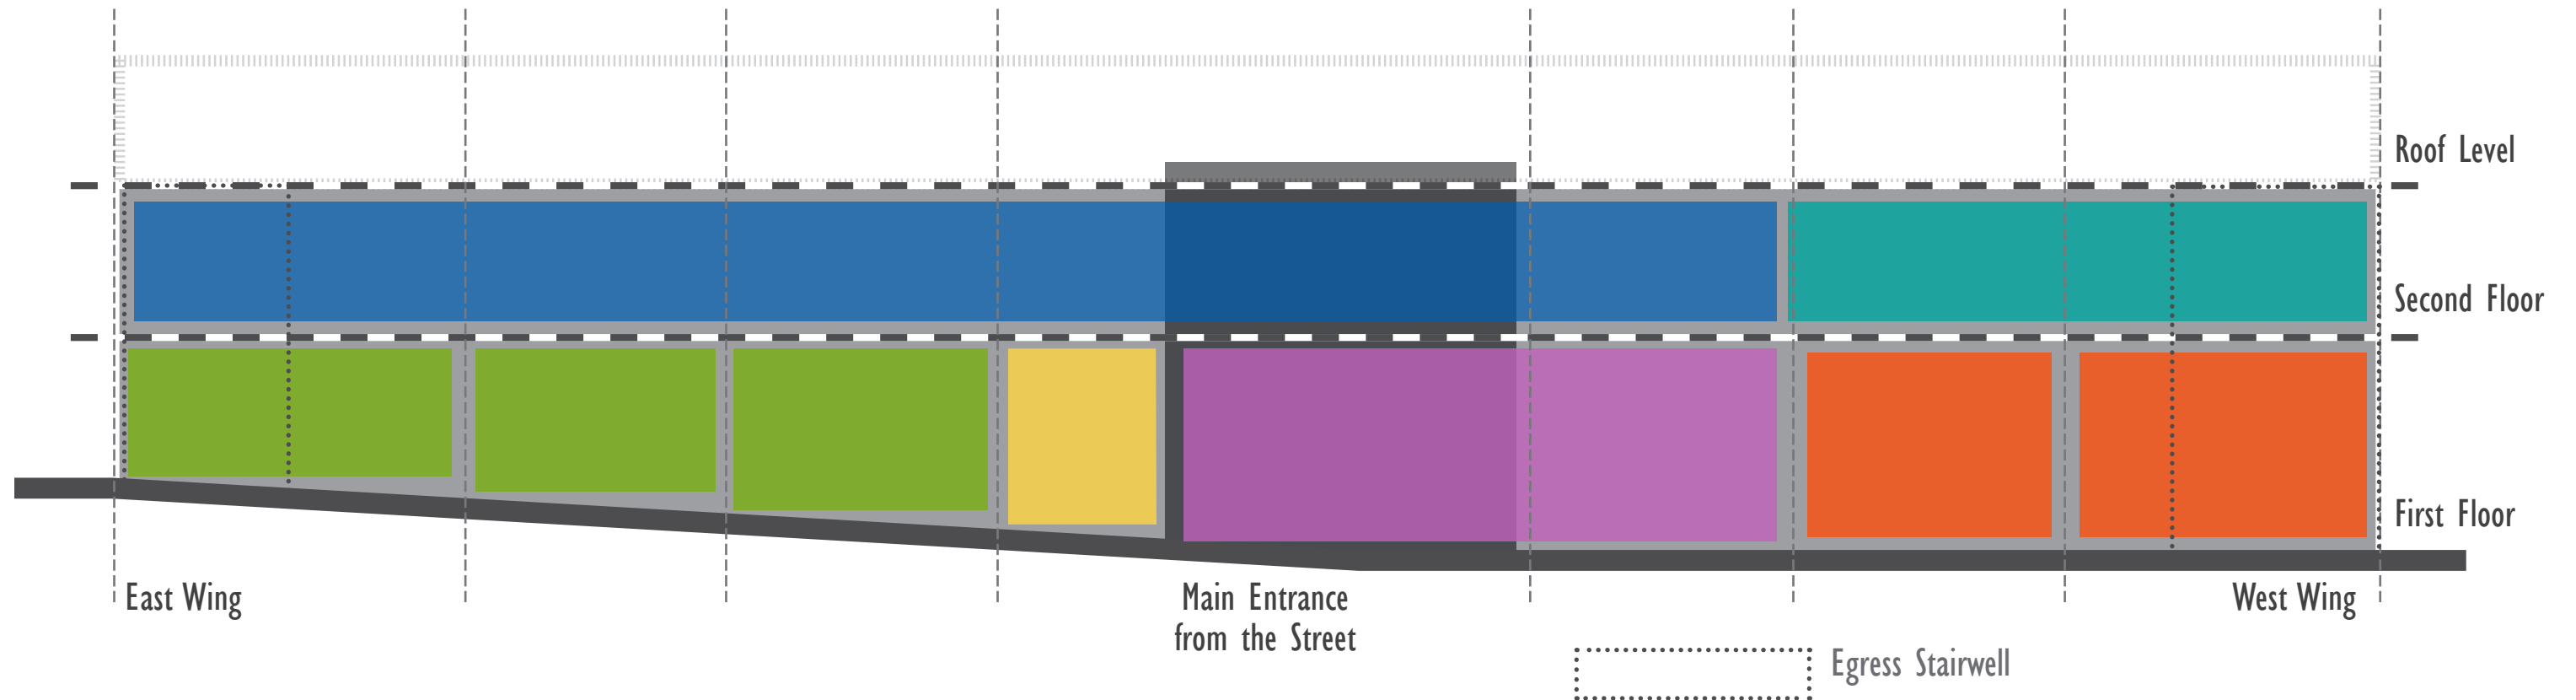 Roof Level
Second Floor
First Floor
East Wing
Main Entrance
from the Street
West Wing
Egress Stairwell